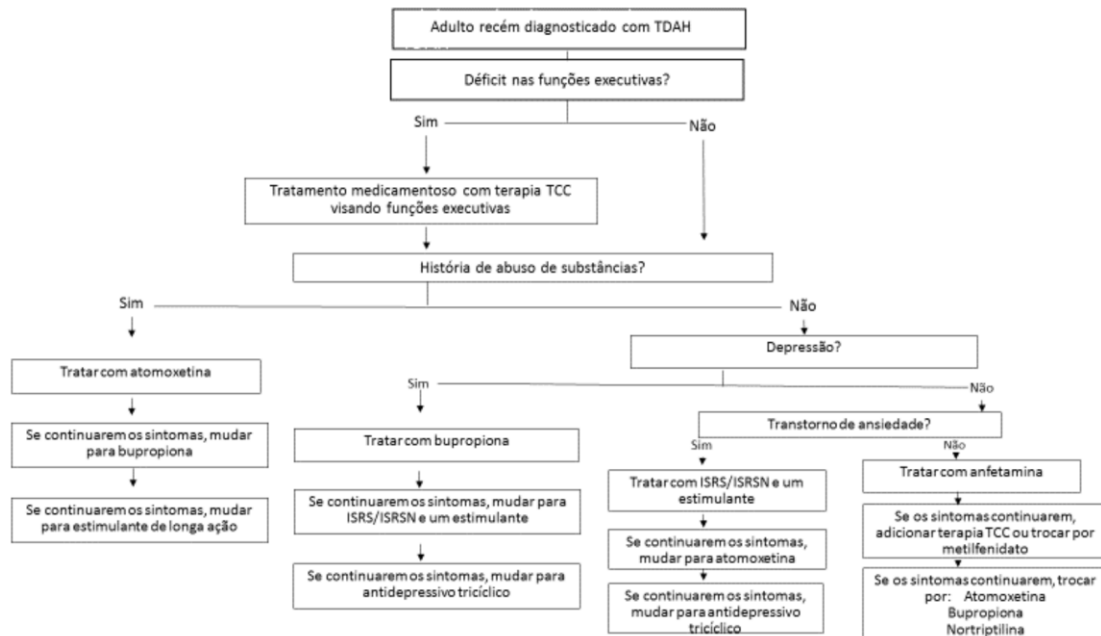 Adulto recém diagnosticado com TDAH
Déficit nas funções executivas?
Sim
Não
Tratamento medicamentoso com terapia TCC
visando funções executivas
História de abuso de substâncias?
Sim
Não
Depressão?
Tratar com atomoxetina
Sim
Não
Transtorno de ansiedade?
Se continuarem os sintomas, mudar
para bupropiona
Tratar com bupropiona
Sim
Não
Tratar com ISRS/ISRSN e um
estimulante
Tratar com anfetamina
Se continuarem os sintomas, mudar
para estimulante de longa ação
Se continuarem os sintomas, mudar para
ISRS/ISRSN e um estimulante
Se os sintomas continuarem,
adicionar terapia TCC ou trocar por
metilfenidato
Se continuarem os sintomas,
mudar para atomoxetina
Se continuarem os sintomas, mudar para
antidepressivo tricíclico
Se continuarem os sintomas,
mudar para antidepressivo
tricíclico
Se os sintomas continuarem, trocar
por: Atomoxetina
Bupropiona
Nortriptilina